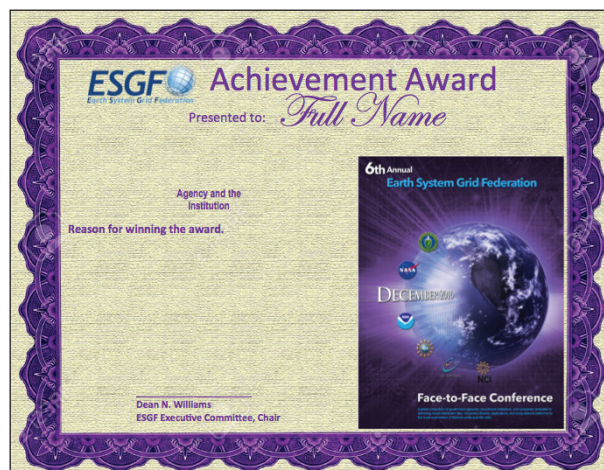 ESGF
Earth System Grid Federation
Achievement Award
Presented to:
Full Name
Agency and the
Institution
Reason for winning the award.
6th Annual
Earth System Grid Federation
NASA
DECEMBER 2016
NCI
Face-to-Face Conference
Dean N. Williams
ESGF Executive Committee, Chair